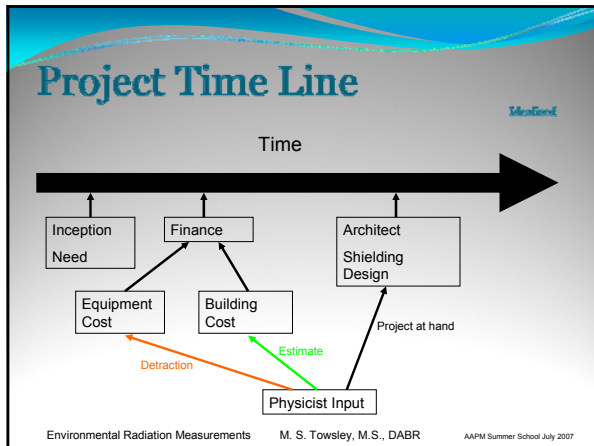 Project Time Line
Idealized
Time
Inception
Need
Finance
Architect
Shielding
Design
Equipment
Cost
Building
Cost
Project at hand
Estimate
Detraction
Physicist Input
Environmental Radiation Measurements M. S. Towsley, M.S., DABR AAPM Summer School July 2007